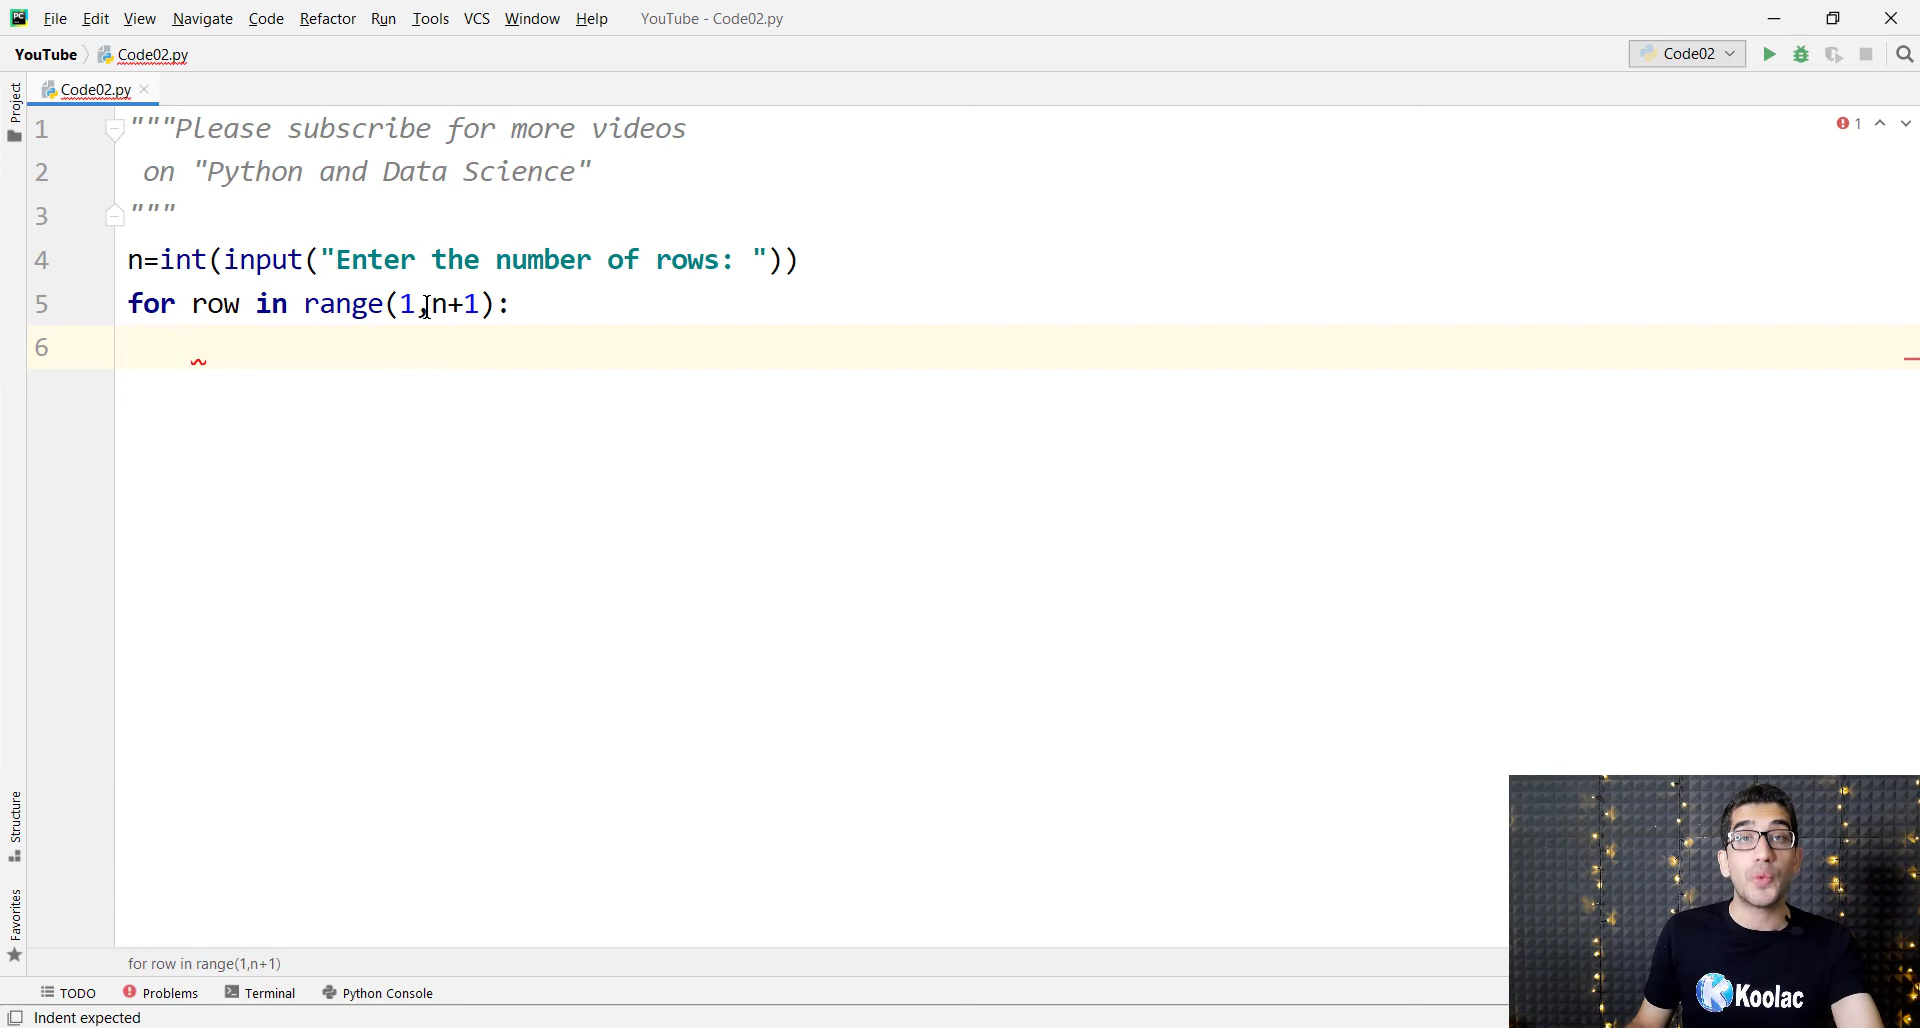 PC File Edit View Navigate Code Refactor Run Tools VCS Window Help YouTube - Code02.py
YouTube Code02.py Code02
Project
Code02.py
1 """Please subscribe for more videos
1
2 on "Python and Data Science"
3 """
4 n=int(input("Enter the number of rows: "))
5 for row in range(1,n+1):
6
Structure
Favorites
for row in range(1,n+1)
TODO Problems Terminal Python Console
Indent expected
Koolac